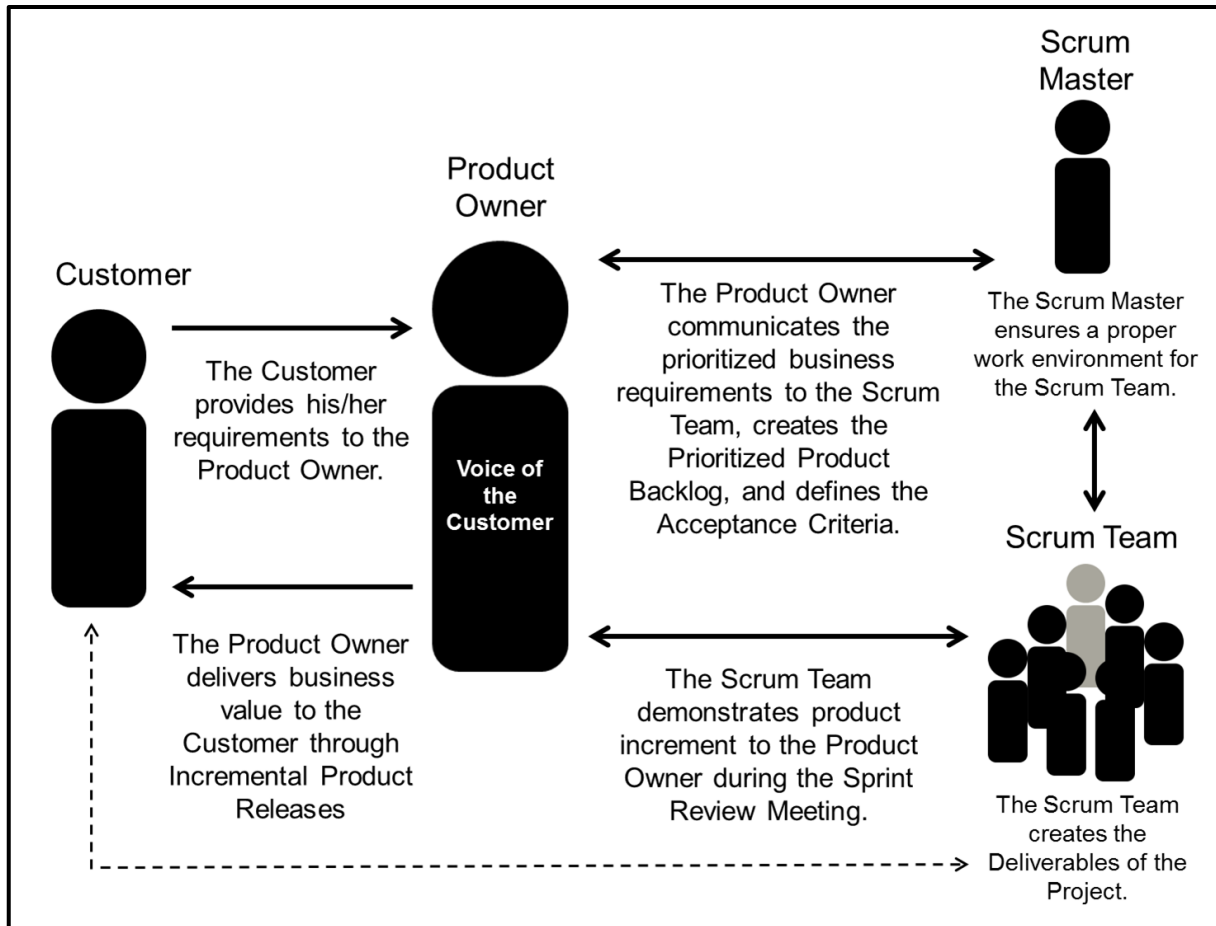 Customer
The Customer
provides his/her
requirements to the
Product Owner.
The Product Owner
delivers business
value to the
Customer through
Incremental Product
Releases
Product
Owner
Voice of
the
Customer
The Product Owner
communicates the
prioritized business
requirements to the Scrum
Team, creates the
Prioritized Product
Backlog, and defines the
Acceptance Criteria.
The Scrum Team
demonstrates product
increment to the Product
Owner during the Sprint
Review Meeting.
Scrum
Master
The Scrum Master
ensures a proper
work environment for
the Scrum Team.
Scrum Team
The Scrum Team
creates the
Deliverables of the
Project.